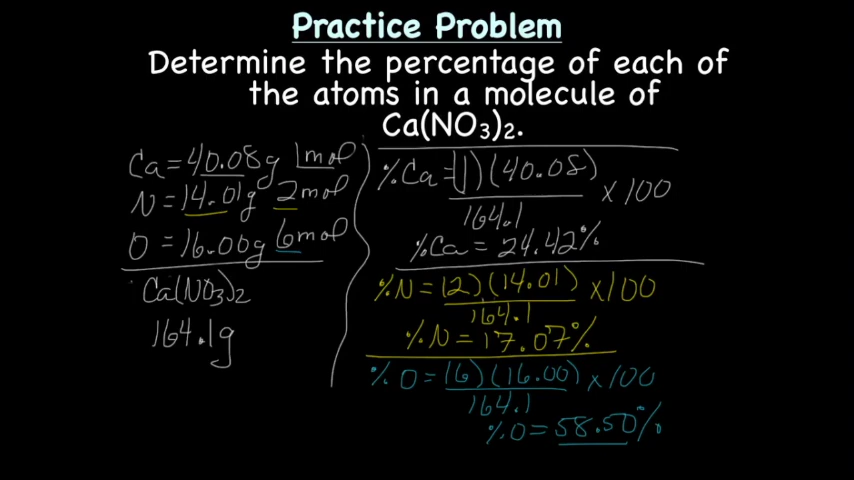 Practice Problem
Determine the percentage of each of
the atoms in a molecule of
Ca(NO₃)₂.
Ca = 40.08g 1mol
N = 14.01g 2mol
O = 16.00g 6mol
Ca(NO₃)₂
164.1g
% Ca = (1)(40.08) x 100
164.1
% Ca = 24.42%
% N = (2)(14.01) x 100
164.1
% N = 17.07%
% O = (6)(16.00) x 100
164.1
% O = 58.50%